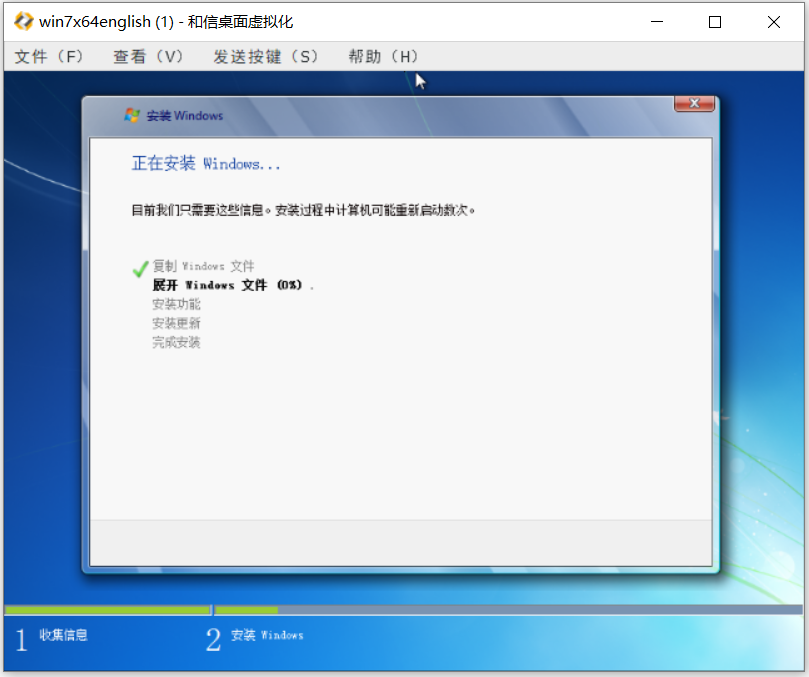 win7x64english (1) - 和信桌面虚拟化
文件（F） 查看（V） 发送按键（S） 帮助（H）
安装 Windows
正在安装 Windows...
目前我们只需要这些信息。安装过程中计算机可能重新启动数次。
复制 Windows 文件
展开 Windows 文件 (0%) .
安装功能
安装更新
完成安装
1 收集信息 2 安装 Windows